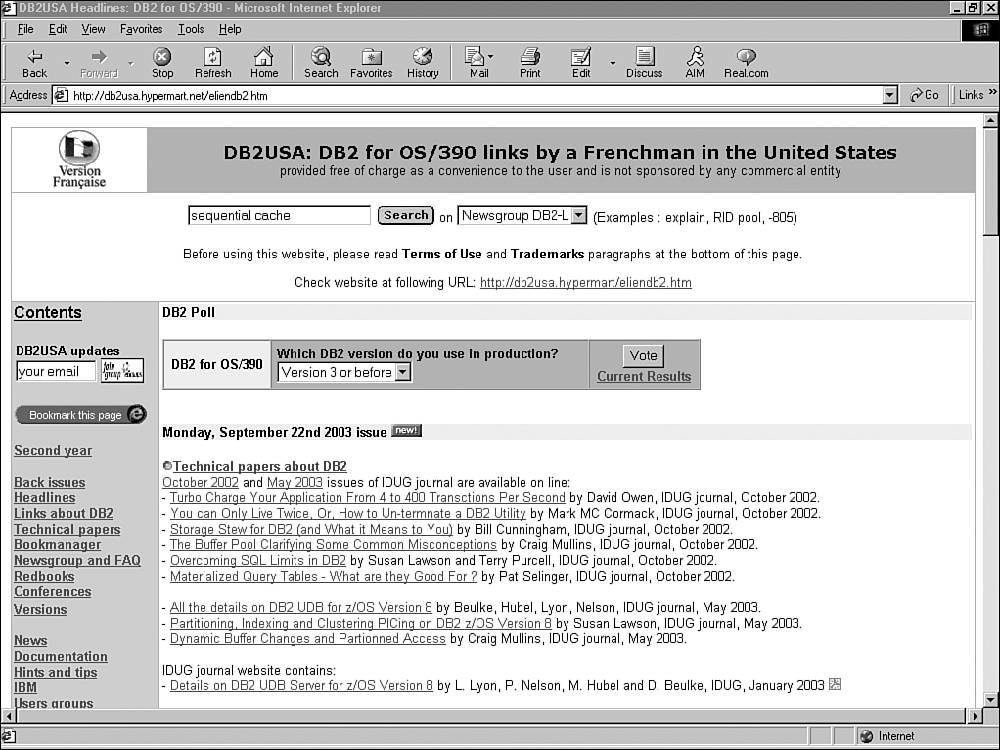 DB2USA Headlines: DB2 for OS/390 - Microsoft Internet Explorer
File Edit View Favorites Tools Help
Back Forward Stop Refresh Home Search Favorites History Mail Print Edit Discuss AIM Real.com
Address http://db2usa.hypermart.net/eliendb2.htm Go Links »
Version
Française
DB2USA: DB2 for OS/390 links by a Frenchman in the United States
provided free of charge as a convenience to the user and is not sponsored by any commercial entity
sequential cache Search on Newsgroup DB2-L (Examples : explain, RID pool, -805)
Before using this website, please read Terms of Use and Trademarks paragraphs at the bottom of this page.
Check website at following URL: http://db2usa.hypermart/eliendb2.htm
Contents
DB2USA updates
your email
Bookmark this page
Second year
Back issues
Headlines
Links about DB2
Technical papers
Bookmanager
Newsgroup and FAQ
Redbooks
Conferences
Versions
News
Documentation
Hints and tips
IBM
Users groups
DB2 Poll
DB2 for OS/390
Which DB2 version do you use in production?
Version 3 or before
Vote
Current Results
Monday, September 22nd 2003 issue new!
Technical papers about DB2
October 2002 and May 2003 issues of IDUG journal are available on line:
- Turbo Charge Your Application From 4 to 400 Transctions Per Second by David Owen, IDUG journal, October 2002.
- You can Only Live Twice, Or, How to Un-termnate a DB2 Utility by Mark MC Cormack, IDUG journal, October 2002.
- Storage Stew for DB2 (and What it Means to You) by Bill Cunningham, IDUG journal, October 2002.
- The Buffer Pool Clarifying Some Common Misconceptions by Craig Mullins, IDUG journal, October 2002.
- Overcoming SQL Limits in DB2 by Susan Lawson and Terry Purcell, IDUG journal, October 2002.
- Materialized Query Tables - What are they Good For ? by Pat Selinger, IDUG journal, October 2002.
- All the details on DB2 UDB for z/OS Version 8 by Beulke, Hubel, Lyon, Nelson, IDUG journal, May 2003.
- Partitioning, Indexing and Clustering PICing or DB2 z/OS Version 8 by Susan Lawson, IDUG journal, May 2003.
- Dynamic Buffer Changes and Partionned Access by Craig Mullins, IDUG journal, May 2003.
IDUG journal website contains:
- Details on DB2 UDB Server for z/OS Version 8 by L. Lyon, P. Nelson, M. Hubel and D. Beulke, IDUG, January 2003
Internet